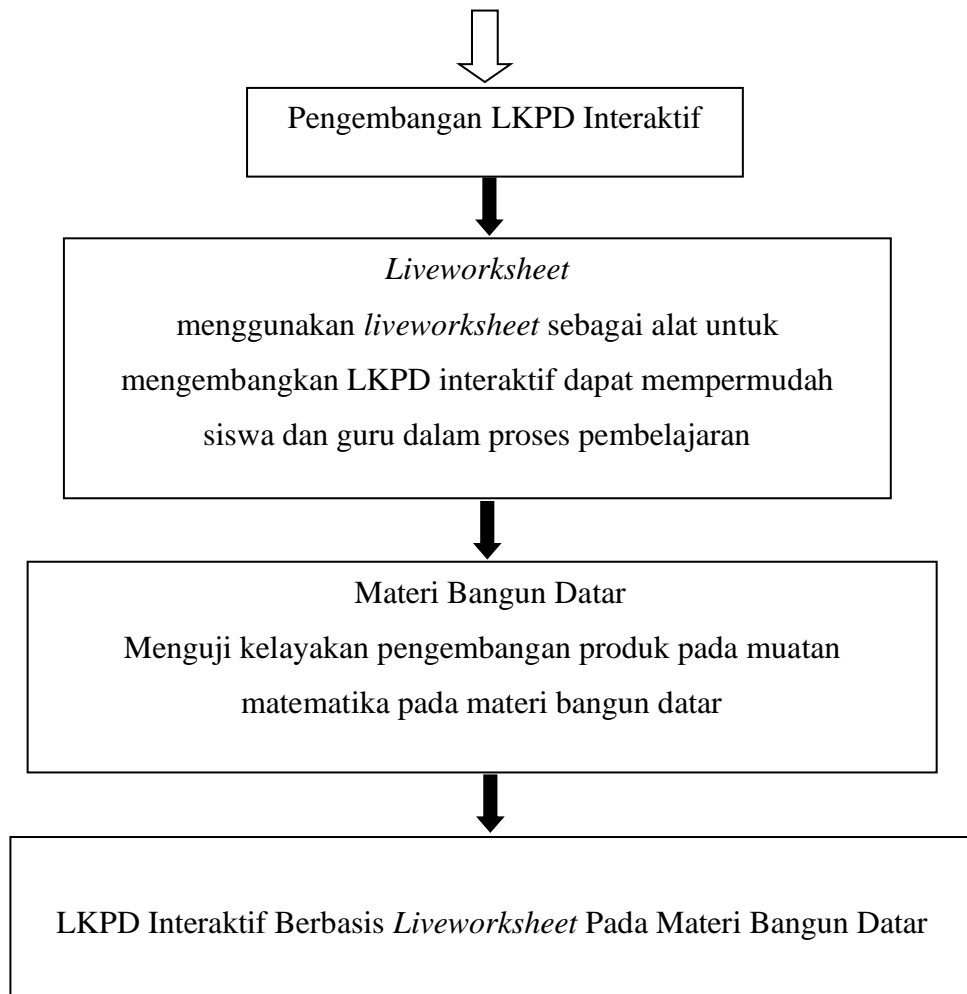 Pengembangan LKPD Interaktif
Liveworksheet
menggunakan liveworksheet sebagai alat untuk
mengembangkan LKPD interaktif dapat mempermudah
siswa dan guru dalam proses pembelajaran
Materi Bangun Datar
Menguji kelayakan pengembangan produk pada muatan
matematika pada materi bangun datar
LKPD Interaktif Berbasis Liveworksheet Pada Materi Bangun Datar